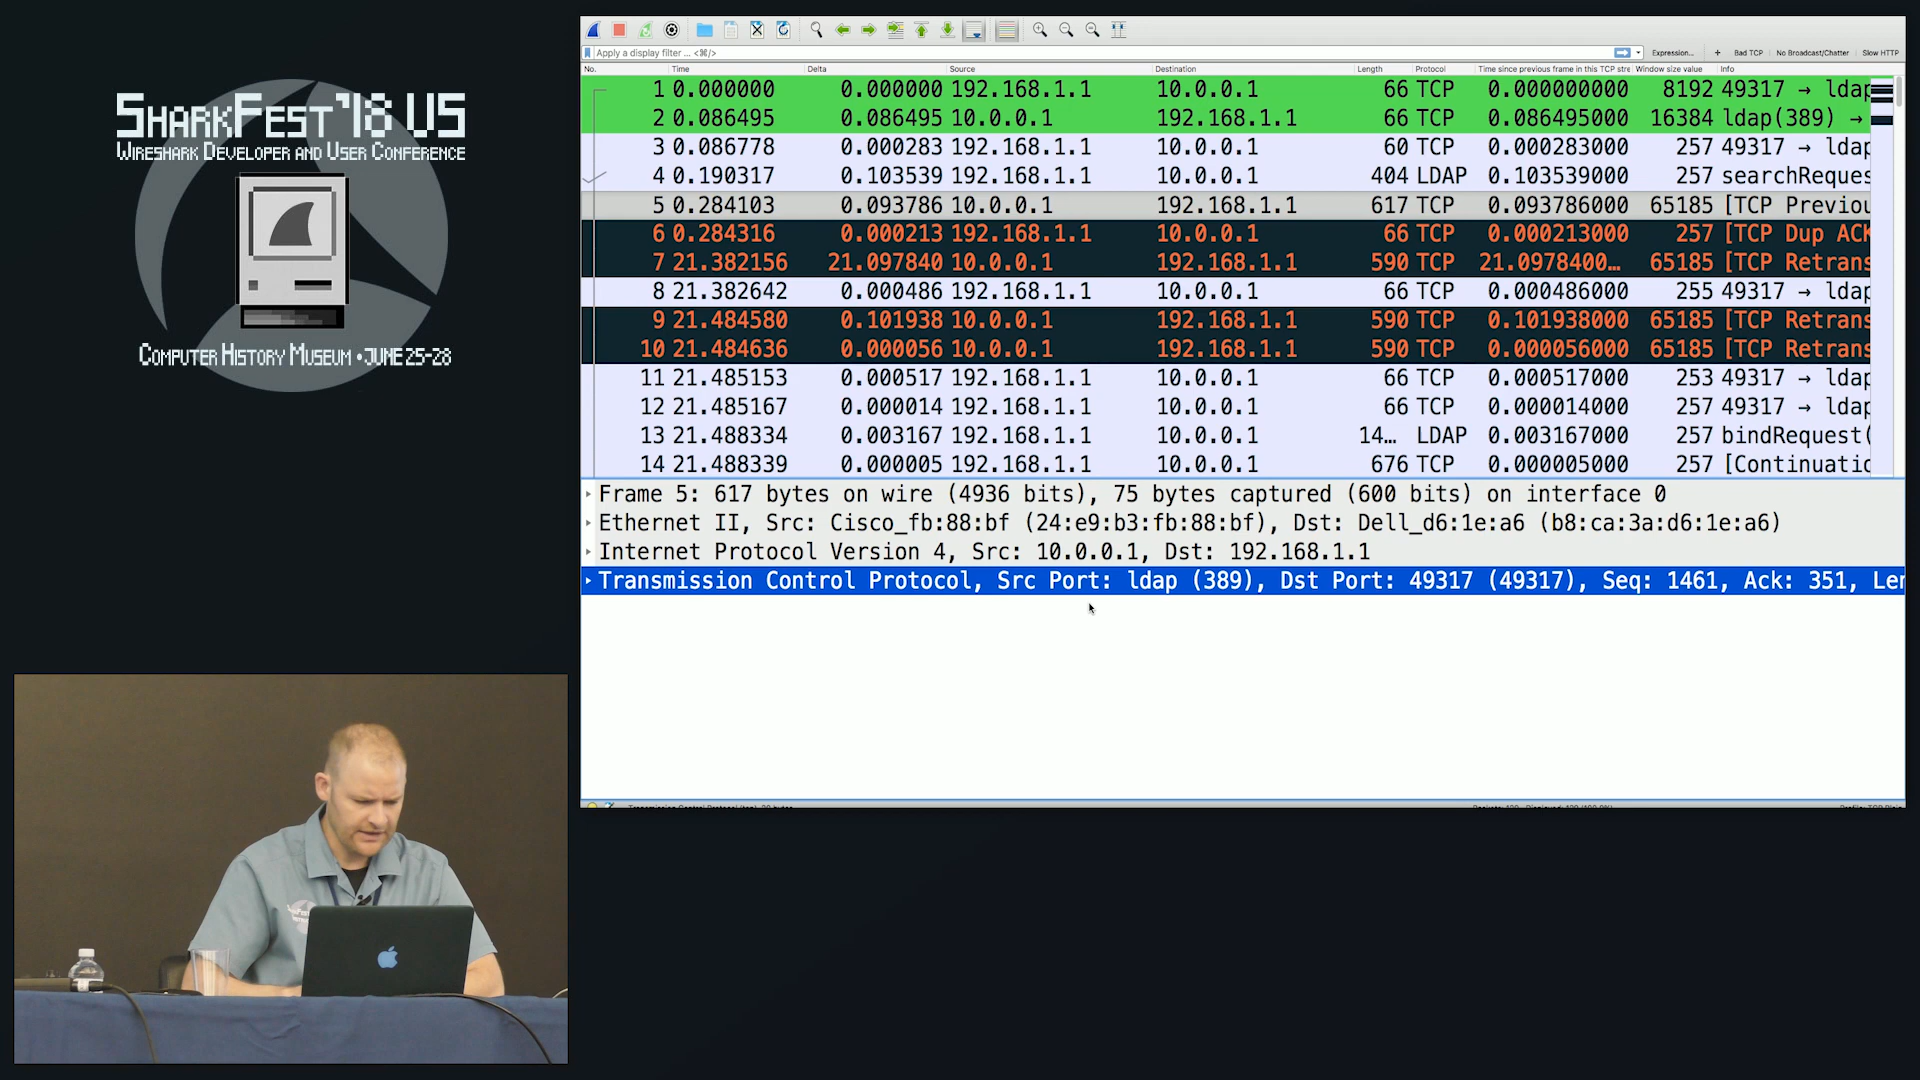 SHARKFEST '18 US
WIRESHARK DEVELOPER AND USER CONFERENCE
COMPUTER HISTORY MUSEUM • JUNE 25-28
Apply a display filter ... <⌘/>
Expression... + Bad TCP No Broadcast/Chatter Slow HTTP
No. Time Delta Source Destination Length Protocol Time since previous frame in this TCP stre Window size value Info
1 0.000000 0.000000 192.168.1.1 10.0.0.1 66 TCP 0.000000000 8192 49317 → ldap
2 0.086495 0.086495 10.0.0.1 192.168.1.1 66 TCP 0.086495000 16384 ldap(389) →
3 0.086778 0.000283 192.168.1.1 10.0.0.1 60 TCP 0.000283000 257 49317 → ldap
4 0.190317 0.103539 192.168.1.1 10.0.0.1 404 LDAP 0.103539000 257 searchReques
5 0.284103 0.093786 10.0.0.1 192.168.1.1 617 TCP 0.093786000 65185 [TCP Previou
6 0.284316 0.000213 192.168.1.1 10.0.0.1 66 TCP 0.000213000 257 [TCP Dup ACK
7 21.382156 21.097840 10.0.0.1 192.168.1.1 590 TCP 21.0978400… 65185 [TCP Retrans
8 21.382642 0.000486 192.168.1.1 10.0.0.1 66 TCP 0.000486000 255 49317 → ldap
9 21.484580 0.101938 10.0.0.1 192.168.1.1 590 TCP 0.101938000 65185 [TCP Retrans
10 21.484636 0.000056 10.0.0.1 192.168.1.1 590 TCP 0.000056000 65185 [TCP Retrans
11 21.485153 0.000517 192.168.1.1 10.0.0.1 66 TCP 0.000517000 253 49317 → ldap
12 21.485167 0.000014 192.168.1.1 10.0.0.1 66 TCP 0.000014000 257 49317 → ldap
13 21.488334 0.003167 192.168.1.1 10.0.0.1 14… LDAP 0.003167000 257 bindRequest(
14 21.488339 0.000005 192.168.1.1 10.0.0.1 676 TCP 0.000005000 257 [Continuatio
Frame 5: 617 bytes on wire (4936 bits), 75 bytes captured (600 bits) on interface 0
Ethernet II, Src: Cisco_fb:88:bf (24:e9:b3:fb:88:bf), Dst: Dell_d6:1e:a6 (b8:ca:3a:d6:1e:a6)
Internet Protocol Version 4, Src: 10.0.0.1, Dst: 192.168.1.1
Transmission Control Protocol, Src Port: ldap (389), Dst Port: 49317 (49317), Seq: 1461, Ack: 351, Len